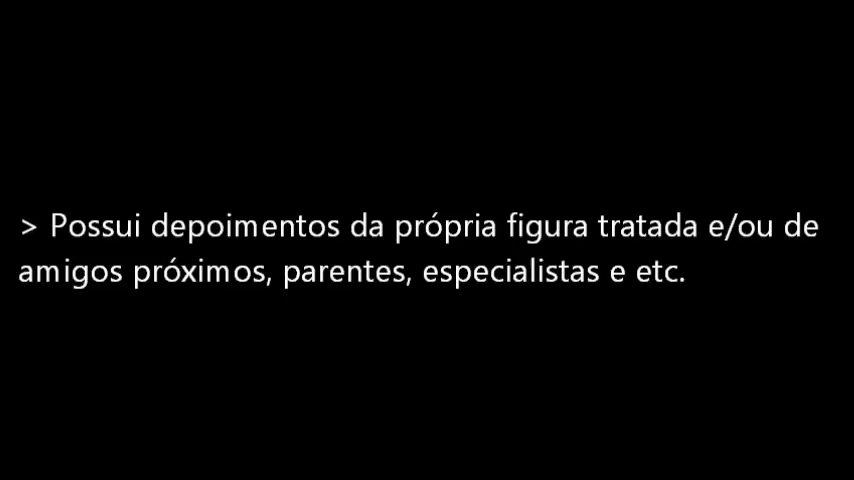 > Possui depoimentos da própria figura tratada e/ou de
amigos próximos, parentes, especialistas e etc.